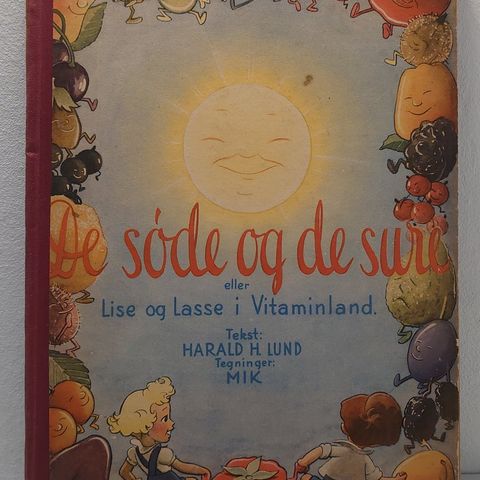 De søde og de sure
eller
Lise og Lasse i Vitaminland.
Tekst:
HARALD H. LUND
Tegninger:
MIK